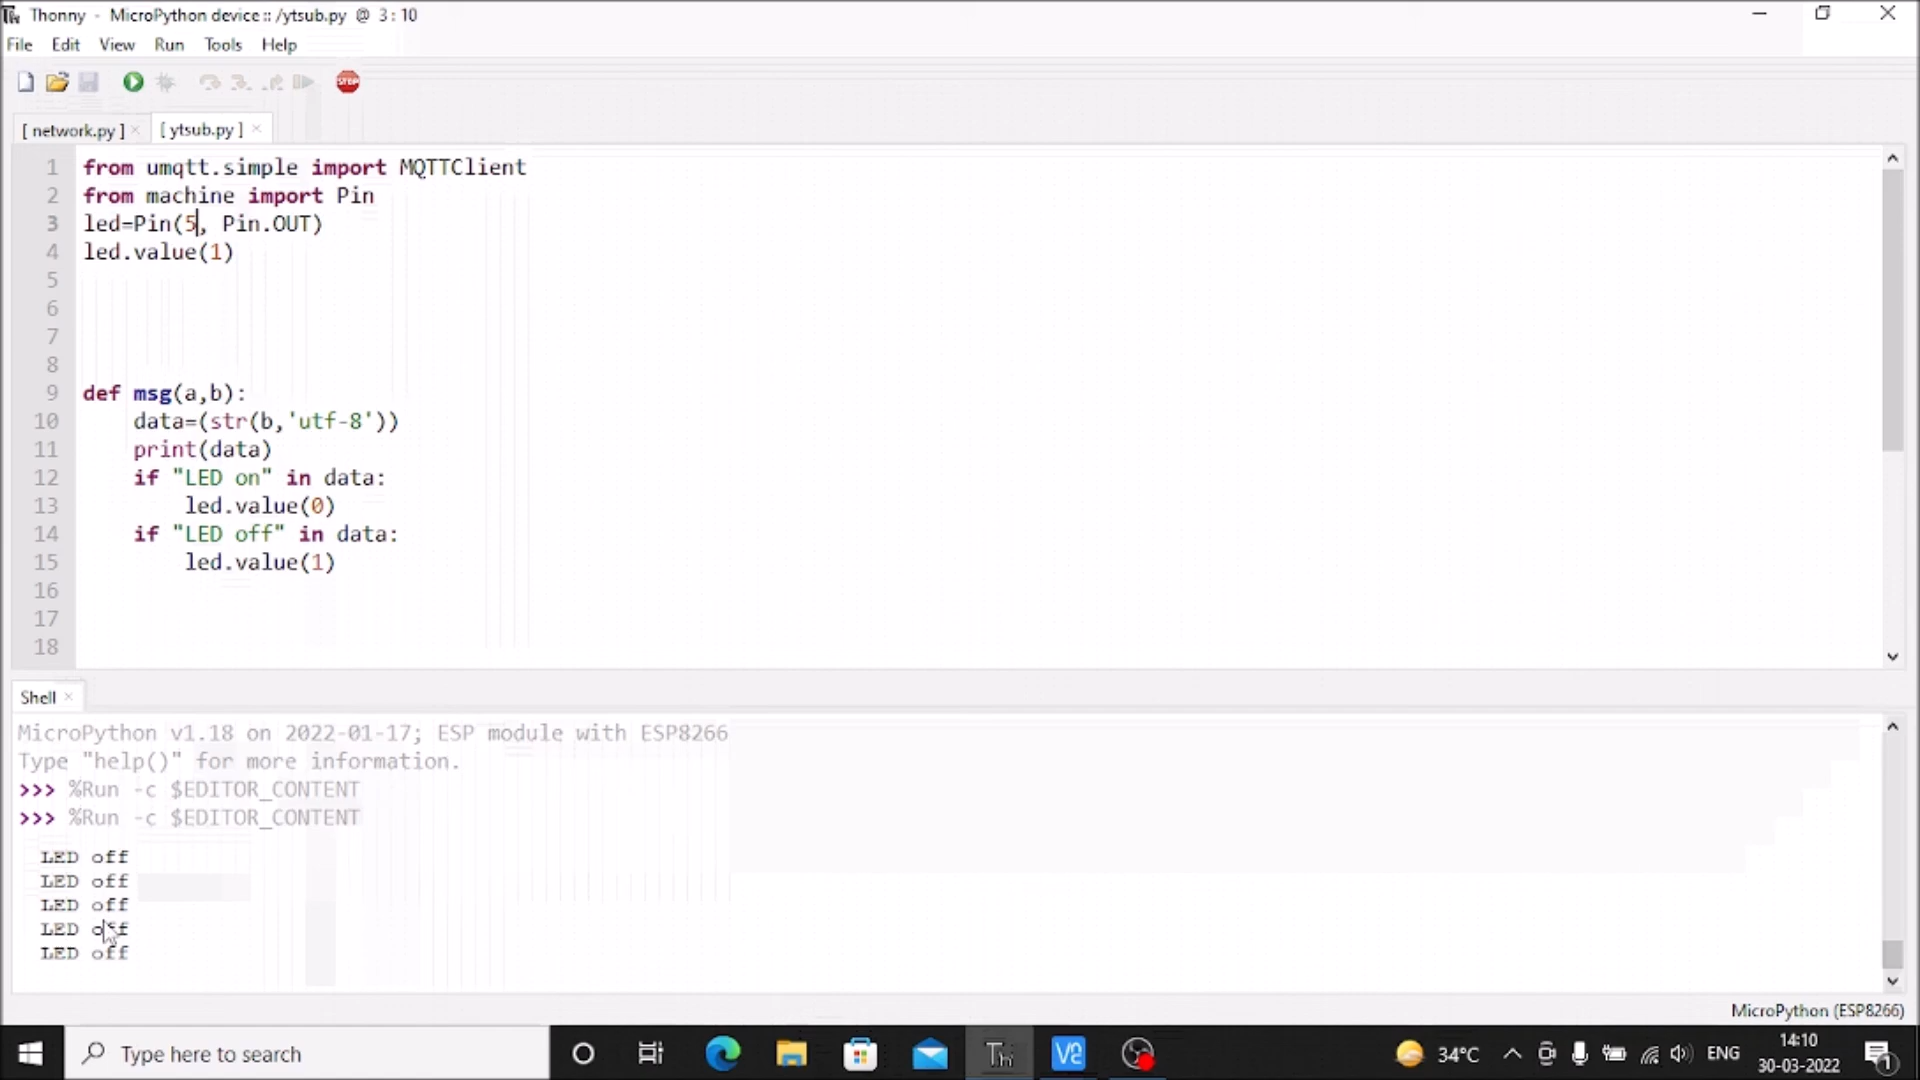 Thonny - MicroPython device :: /ytsub.py @ 3 : 10
File Edit View Run Tools Help
STOP
[ network.py ] × [ ytsub.py ] ×
1 from umqtt.simple import MQTTClient
2 from machine import Pin
3 led=Pin(5, Pin.OUT)
4 led.value(1)
5
6
7
8
9 def msg(a,b):
10 data=(str(b,'utf-8'))
11 print(data)
12 if "LED on" in data:
13 led.value(0)
14 if "LED off" in data:
15 led.value(1)
16
17
18
Shell ×
MicroPython v1.18 on 2022-01-17; ESP module with ESP8266
Type "help()" for more information.
>>> %Run -c $EDITOR_CONTENT
>>> %Run -c $EDITOR_CONTENT
LED off
LED off
LED off
LED off
LED off
MicroPython (ESP8266)
Type here to search
Th
V2
34°C
ENG
14:10
30-03-2022
1